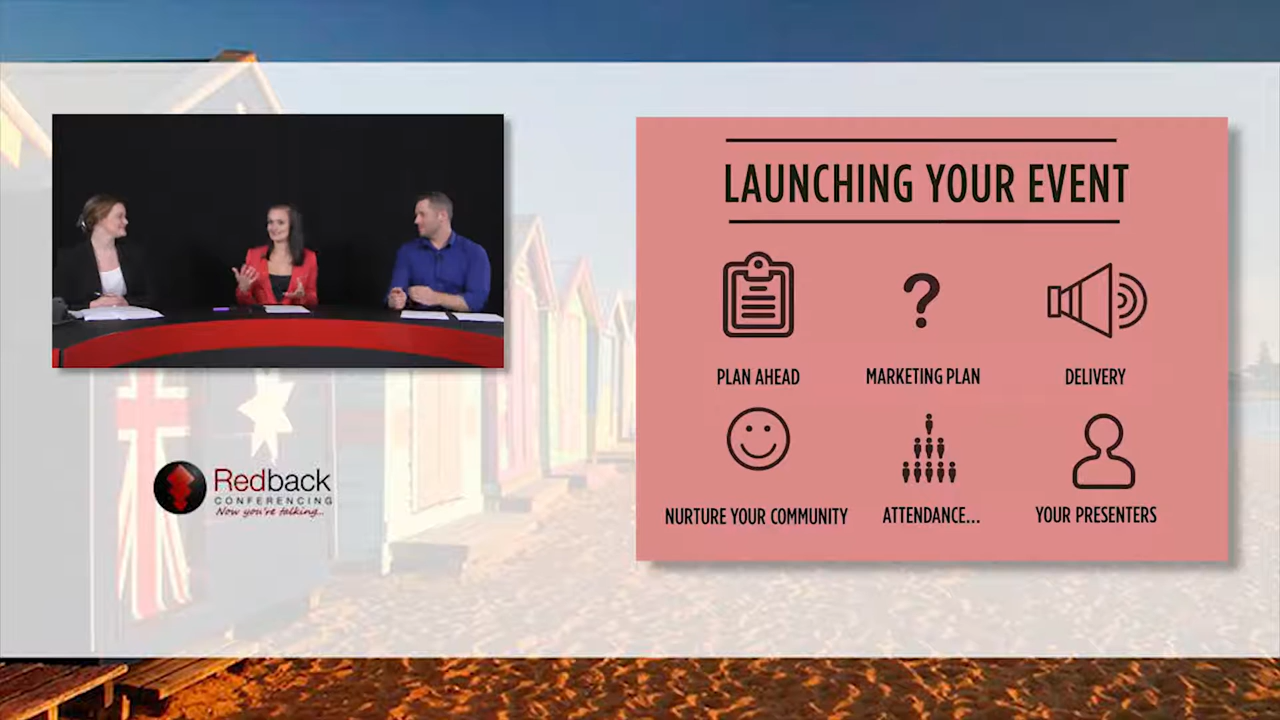 LAUNCHING YOUR EVENT
?
PLAN AHEAD
MARKETING PLAN
DELIVERY
NURTURE YOUR COMMUNITY
ATTENDANCE...
YOUR PRESENTERS
Redback
CONFERENCING
Now you're talking..